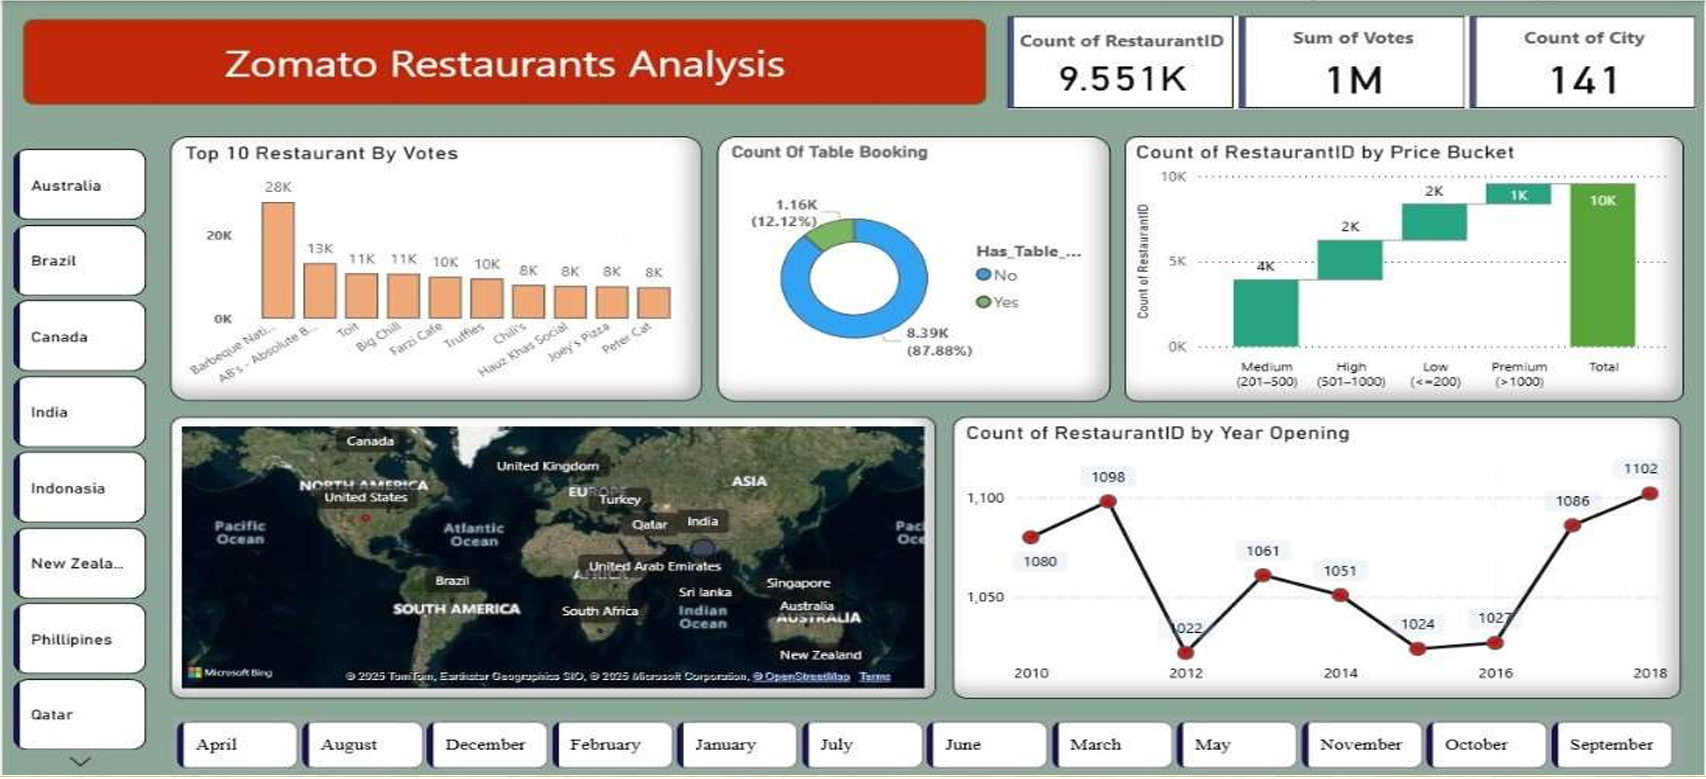 Zomato Restaurants Analysis
Count of RestaurantID
9.551K
Sum of Votes
1M
Count of City
141
Australia
Brazil
Canada
India
Indonasia
New Zeala...
Phillipines
Qatar
Top 10 Restaurant By Votes
28K
20K
13K
11K
11K
10K
10K
8K
8K
8K
8K
0K
Barbeque Nati...
AB's - Absolute B...
Toit
Big Chill
Farzi Cafe
Truffles
Chili's
Hauz Khas Social
Joey's Pizza
Peter Cat
Count Of Table Booking
1.16K
(12.12%)
Has_Table_...
No
Yes
8.39K
(87.88%)
Count of RestaurantID by Price Bucket
Count of RestaurantID
10K
5K
0K
4K
2K
2K
1K
10K
Medium
(201–500)
High
(501–1000)
Low
(<=200)
Premium
(>1000)
Total
Canada
United Kingdom
NORTH AMERICA
United States
EUROPE
Turkey
ASIA
Pacific
Ocean
Atlantic
Ocean
Qatar
India
Paci
Oce
United Arab Emirates
AFRICA
Brazil
Sri lanka
Singapore
SOUTH AMERICA
South Africa
Indian
Ocean
Australia
AUSTRALIA
New Zealand
Microsoft Bing
© 2025 TomTom, Earthstar Geographics SIO, © 2025 Microsoft Corporation, © OpenStreetMap Terms
Count of RestaurantID by Year Opening
1,100
1,050
1080
1098
1022
1061
1051
1024
1027
1086
1102
2010
2012
2014
2016
2018
April
August
December
February
January
July
June
March
May
November
October
September